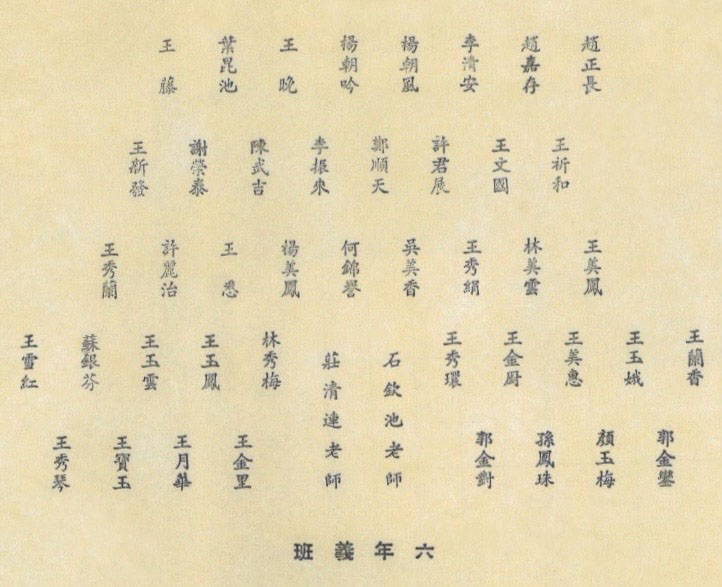 趙正長
趙嘉存
李清安
楊朝風
楊朝吟
王晚
葉昆池
王藤
王祈和
王文國
許君展
鄭順天
李振來
陳武吉
謝榮泰
王新發
王美鳳
林美雲
王秀絹
吳美香
何錦譽
楊美鳳
許麗治
王秀蘭
王蘭香
王玉娥
王美惠
王金厨
王秀環
石欽池老師
莊清連老師
林秀梅
王玉鳳
王玉雲
蘇銀芬
王雪紅
郭金鑾
顏玉梅
孫鳳珠
郭金對
王金里
王月華
王寶玉
王秀琴
六年義班